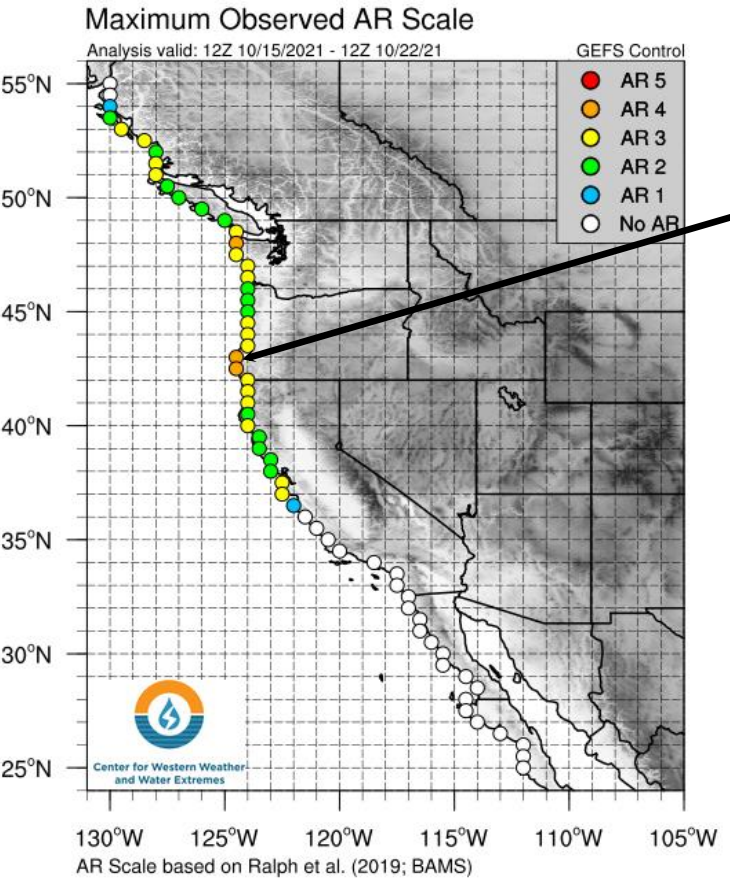 Maximum Observed AR Scale
Analysis valid: 12Z 10/15/2021 - 12Z 10/22/21 GEFS Control
AR 5
AR 4
AR 3
AR 2
AR 1
No AR
55°N
50°N
45°N
40°N
35°N
30°N
25°N
Center for Western Weather
and Water Extremes
130°W 125°W 120°W 115°W 110°W 105°W
AR Scale based on Ralph et al. (2019; BAMS)